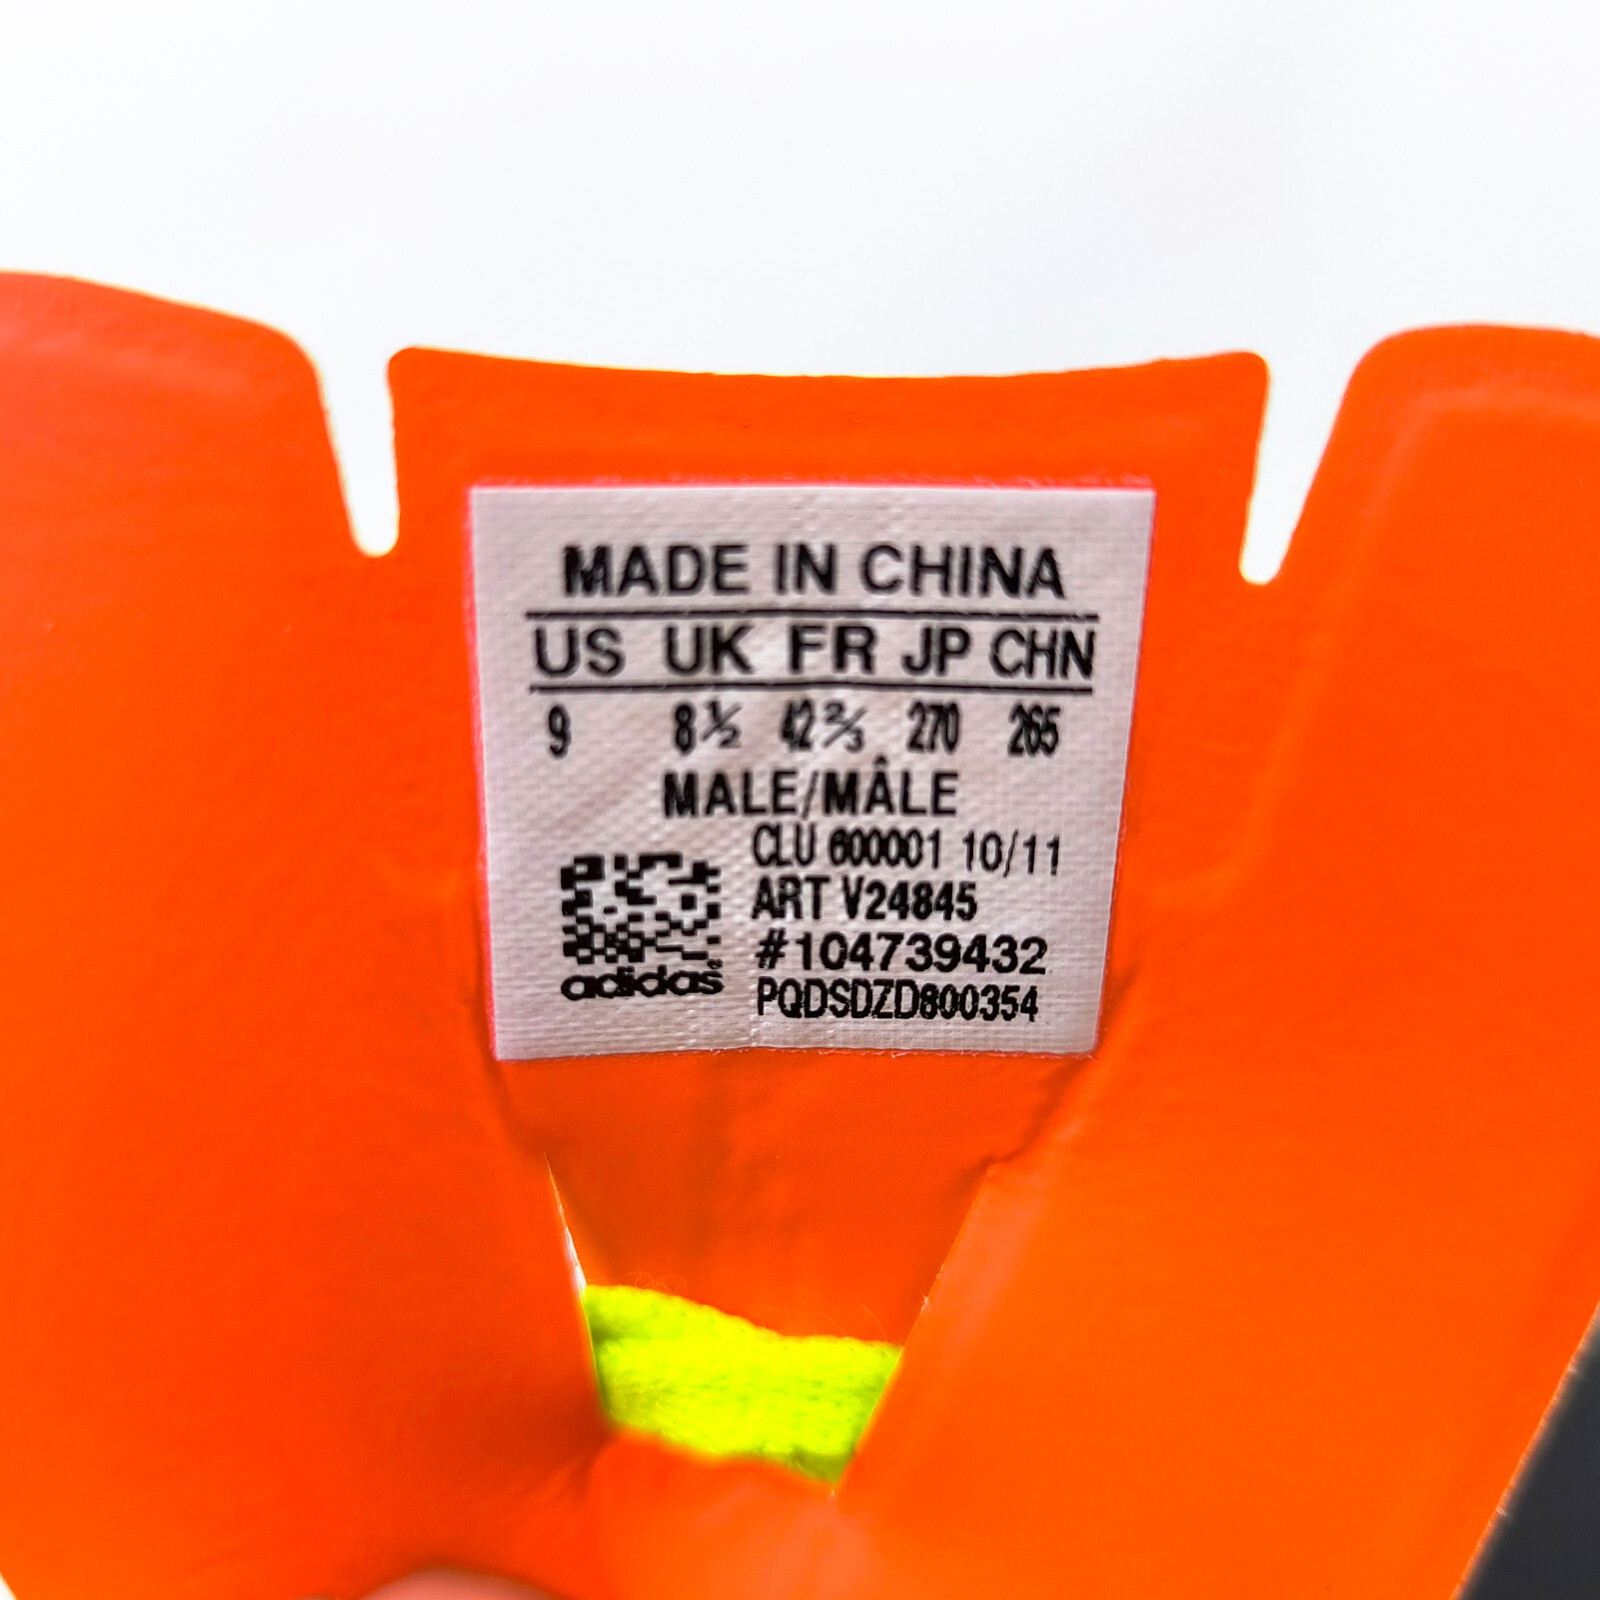 MADE IN CHINA
US UK FR JP CHN
9 8½ 42⅔ 270 265
MALE/MÂLE
CLU 600001 10/11
ART V24845
#104739432
PQDSDZD800354
adidas